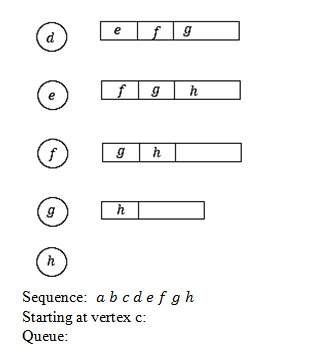 d e f g
e f g h
f g h
g h
h
Sequence: a b c d e f g h
Starting at vertex c:
Queue: